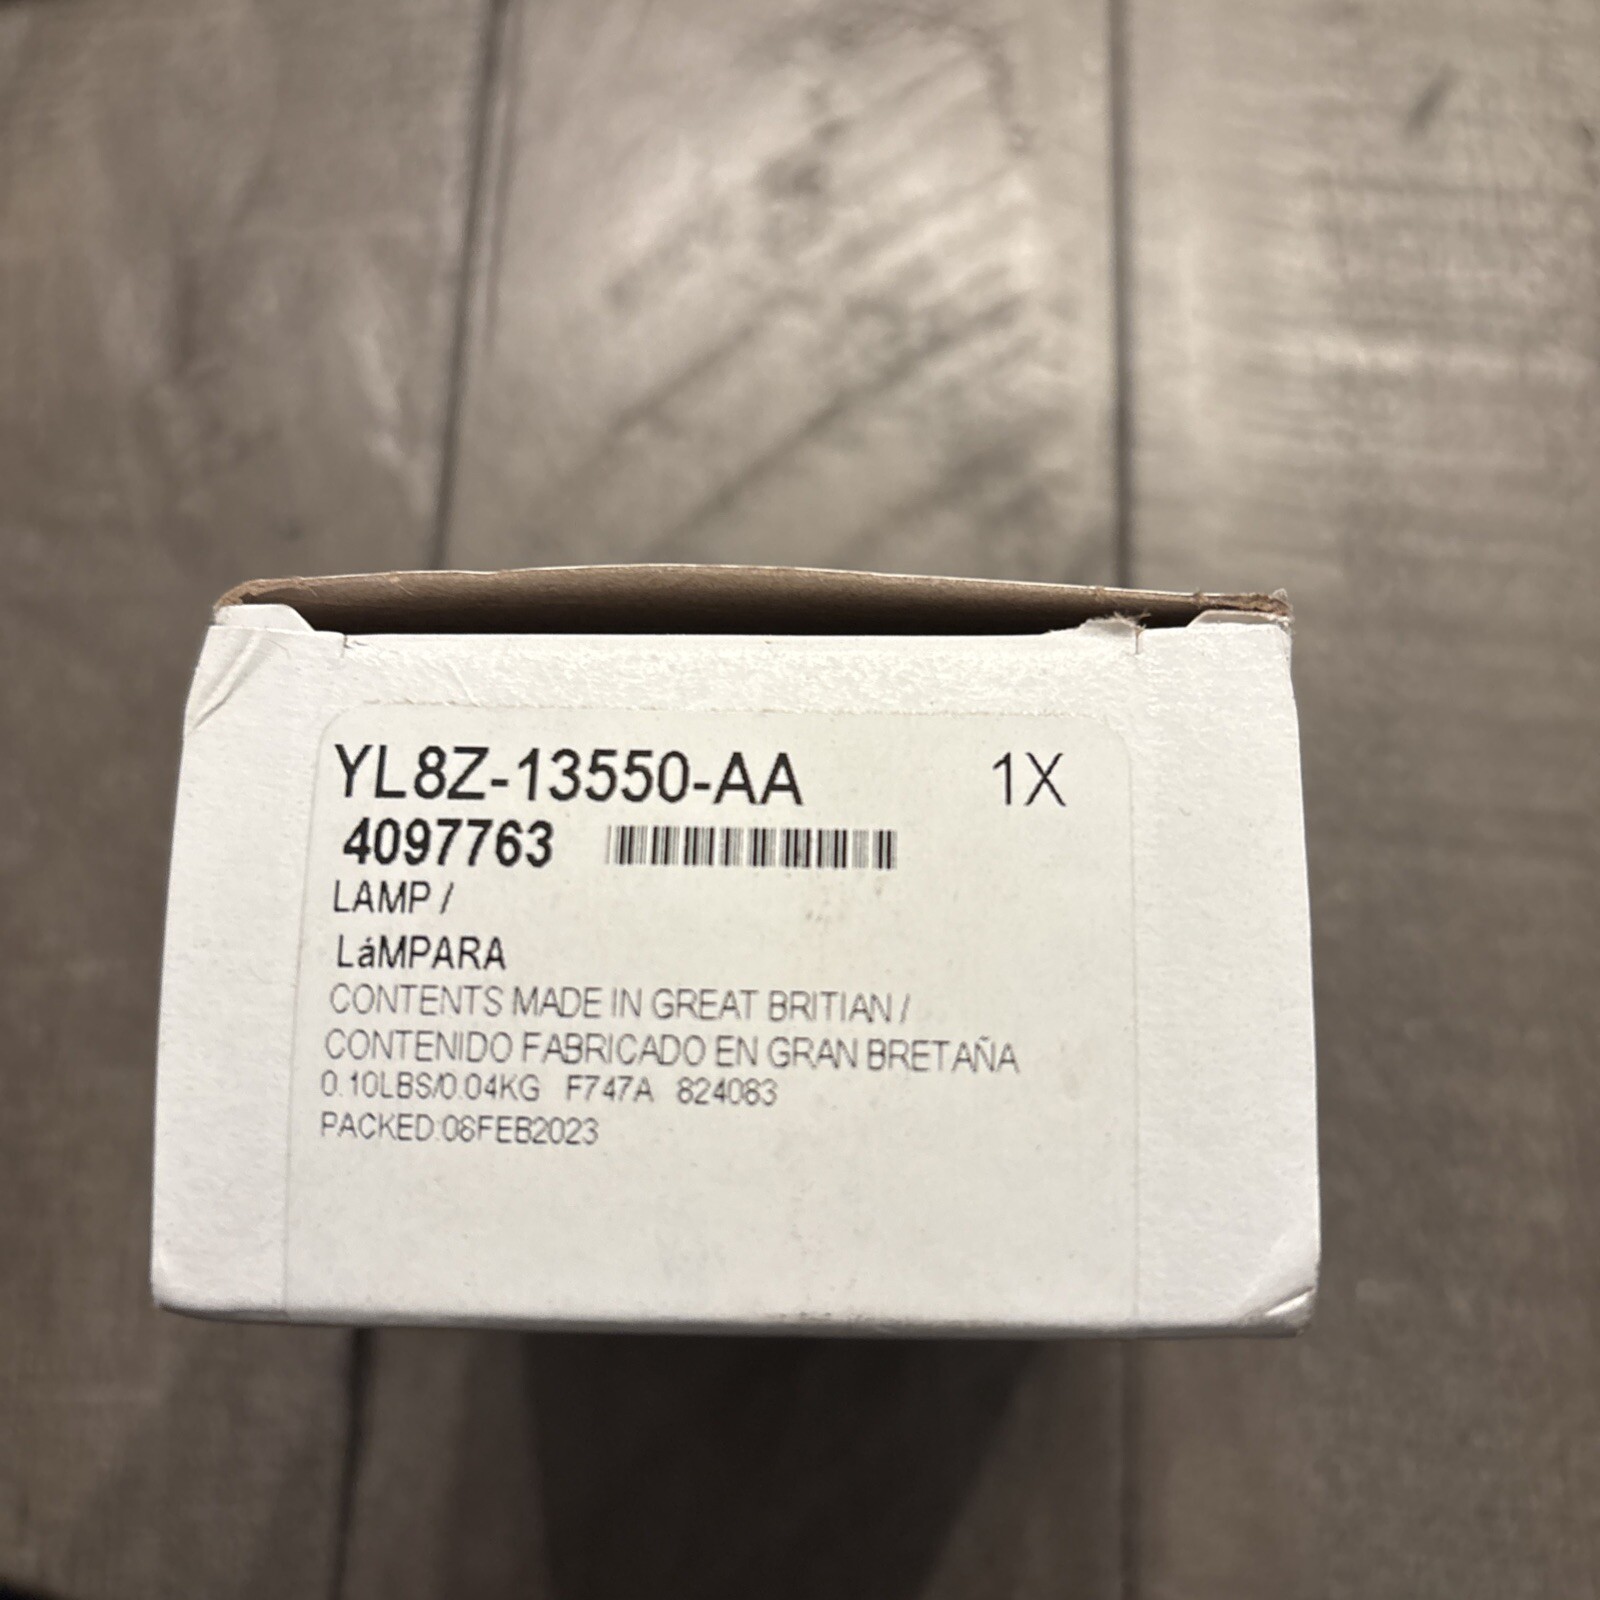 YL8Z-13550-AA 1X
4097763
LAMP /
LáMPARA
CONTENTS MADE IN GREAT BRITIAN /
CONTENIDO FABRICADO EN GRAN BRETAÑA
0.10LBS/0.04KG F747A 824083
PACKED:08FEB2023